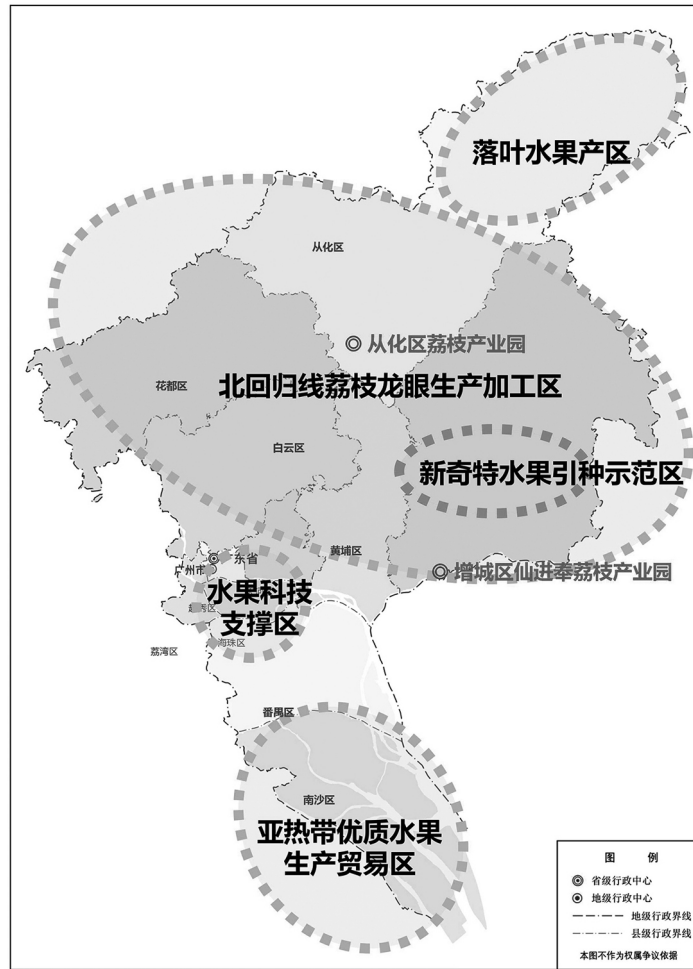 落叶水果产区
从化区
从化区荔枝产业园
北回归线荔枝龙眼生产加工区
花都区
白云区
新奇特水果引种示范区
黄埔区
东省
广州市
增城区仙进奉荔枝产业园
水果科技
支撑区
海珠区
荔湾区
番禺区
南沙区
亚热带优质水果
生产贸易区
图 例
省级行政中心
地级行政中心
地级行政界线
县级行政界线
本图不作为权属争议依据